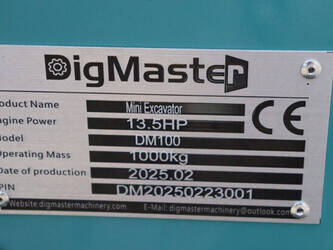 DigMaster
roduct Name Mini Excavator
ngine Power 13.5HP
odel DM100
perating Mass 1000kg
ate of production 2025.02
PIN DM20250223001
Website digmastermachinery.com E-Mail: digmastermachinery@outlook.com
CE